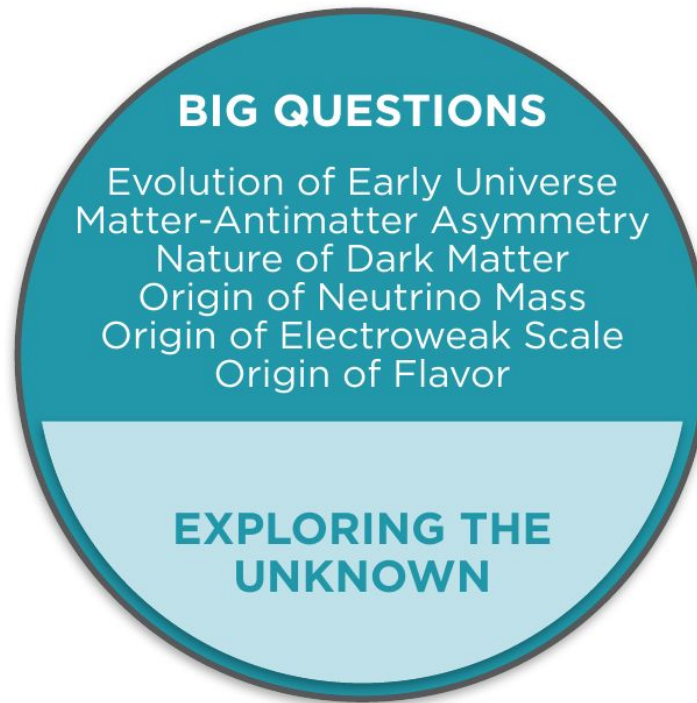 BIG QUESTIONS
Evolution of Early Universe
Matter-Antimatter Asymmetry
Nature of Dark Matter
Origin of Neutrino Mass
Origin of Electroweak Scale
Origin of Flavor
EXPLORING THE
UNKNOWN